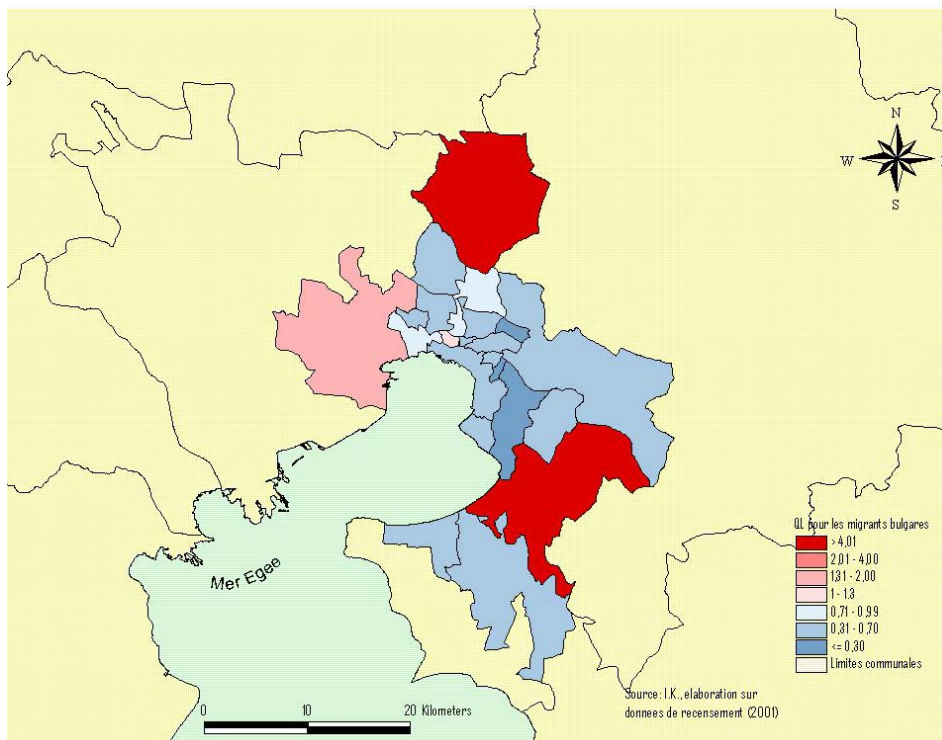 N
W
S
Mer Egee
QL pour les migrants bulgares
>4,01
2,01 - 4,00
1,31 - 2,00
1 - 1,3
0,71 - 0,99
0,31 - 0,70
<= 0,30
Limites communales
Source: I.K., elaboration sur
donnees de recensement (2001)
0 10 20 Kilometers